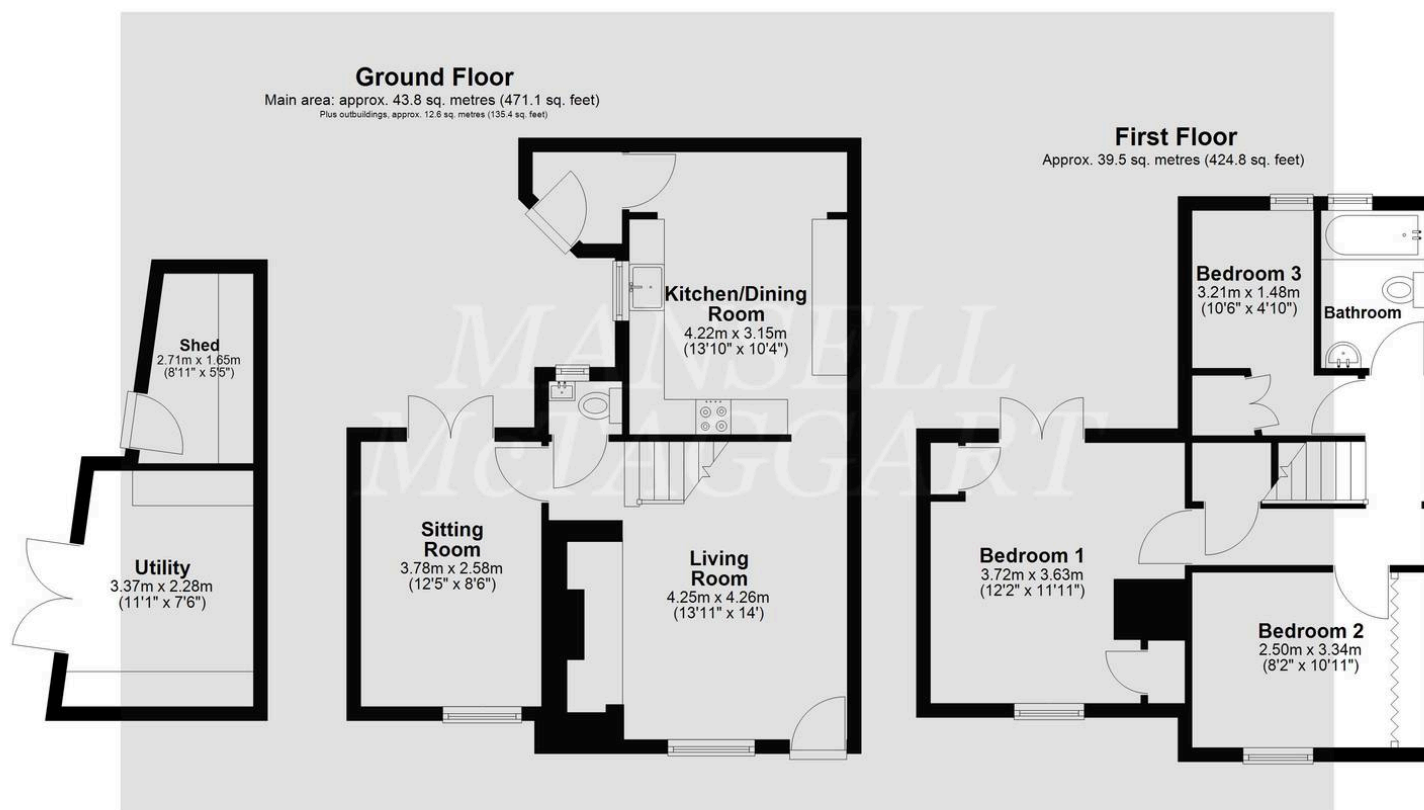 Ground Floor
Main area: approx. 43.8 sq. metres (471.1 sq. feet)
Plus outbuildings, approx. 12.6 sq. metres (135.4 sq. feet)
First Floor
Approx. 39.5 sq. metres (424.8 sq. feet)
Shed
2.71m x 1.65m
(8'11" x 5'5")
Utility
3.37m x 2.28m
(11'1" x 7'6")
Kitchen/Dining
Room
4.22m x 3.15m
(13'10" x 10'4")
Sitting
Room
3.78m x 2.58m
(12'5" x 8'6")
Living
Room
4.25m x 4.26m
(13'11" x 14')
Bedroom 3
3.21m x 1.48m
(10'6" x 4'10")
Bathroom
Bedroom 1
3.72m x 3.63m
(12'2" x 11'11")
Bedroom 2
2.50m x 3.34m
(8'2" x 10'11")
MANSELL
McTAGGART